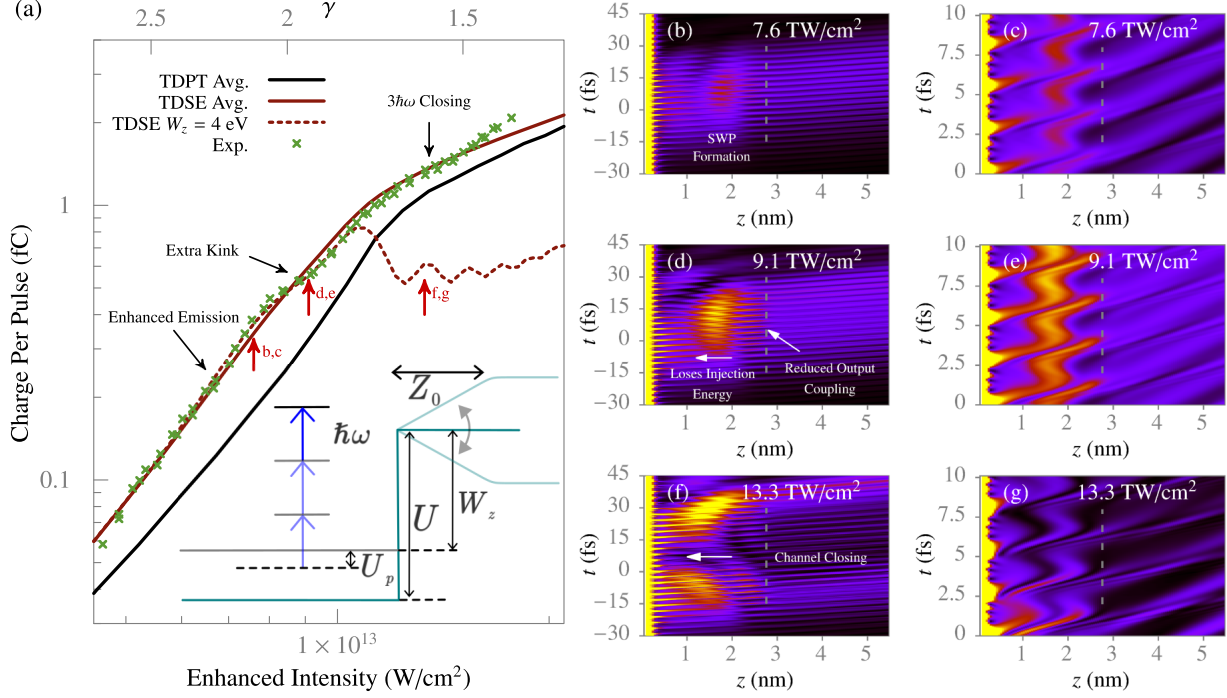 (a)
γ
2.5
2
1.5
TDPT Avg.
TDSE Avg.
TDSE W_z = 4 eV
Exp.
3ħω Closing
Extra Kink
Enhanced Emission
d,e
f,g
b,c
1
0.1
Charge Per Pulse (fC)
ħω
Z_0
U
W_z
U_p
1×10^13
Enhanced Intensity (W/cm^2)
(b)
7.6 TW/cm^2
SWP
Formation
45
30
15
0
−15
−30
t (fs)
1
2
3
4
5
z (nm)
(c)
7.6 TW/cm^2
10
7.5
5
2.5
0
t (fs)
1
2
3
4
5
z (nm)
(d)
9.1 TW/cm^2
Loses Injection
Energy
Reduced Output
Coupling
45
30
15
0
−15
−30
t (fs)
1
2
3
4
5
z (nm)
(e)
9.1 TW/cm^2
10
7.5
5
2.5
0
t (fs)
1
2
3
4
5
z (nm)
(f)
13.3 TW/cm^2
Channel Closing
45
30
15
0
−15
−30
t (fs)
1
2
3
4
5
z (nm)
(g)
13.3 TW/cm^2
10
7.5
5
2.5
0
t (fs)
1
2
3
4
5
z (nm)